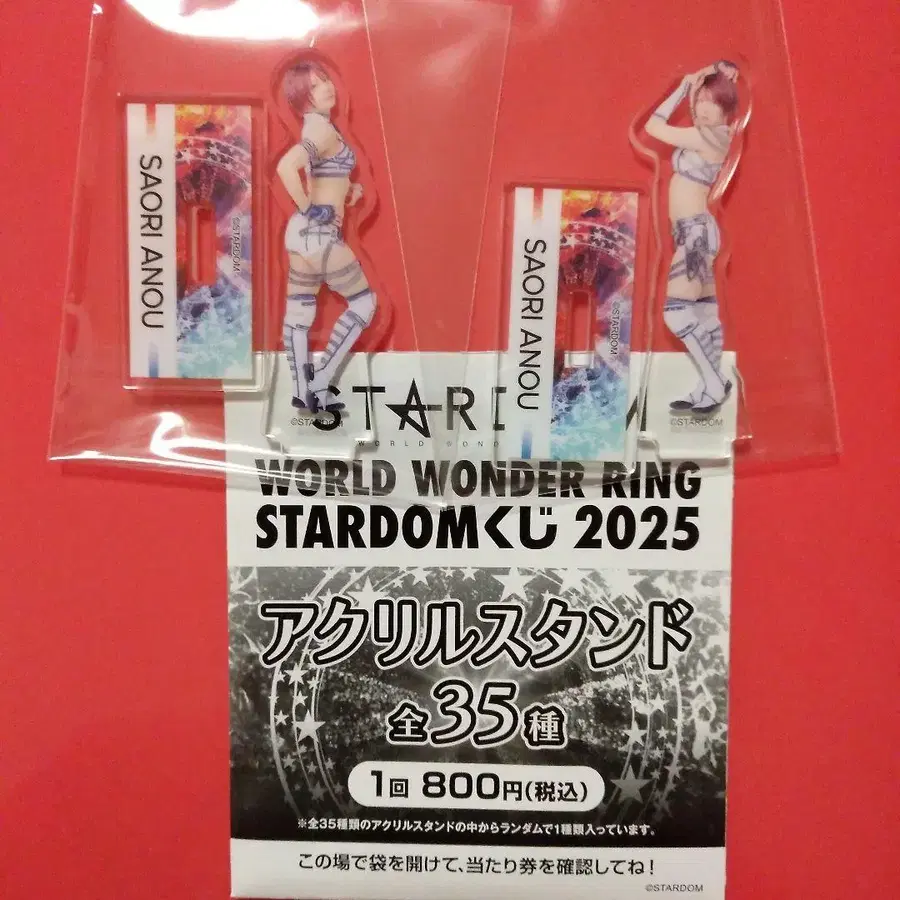 SAORI ANOU
©STARDOM
©STARDOM
SAORI ANOU
©STARDOM
©STARDOM
WORLD WONDER RING
STARDOMくじ 2025
アクリルスタンド
全35種
1回 800円(税込)
※全35種類のアクリルスタンドの中からランダムで1種類入っています。
この場で袋を開けて、当たり券を確認してね!
©STARDOM